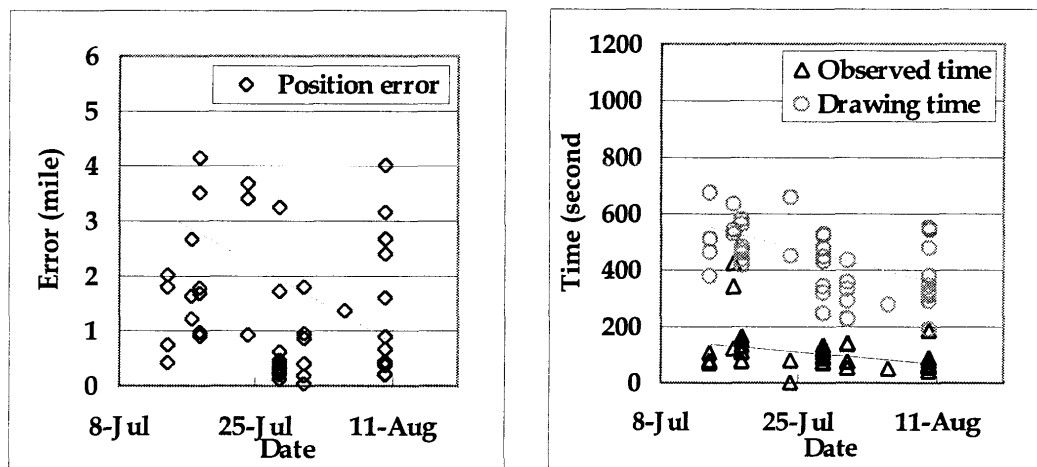 6
5
4
3
2
1
0
Error (mile)
Position error
8-Jul 25-Jul 11-Aug
Date
1200
1000
800
600
400
200
0
Time (second
Observed time
Drawing time
8-Jul 25-Jul 11-Aug
Date